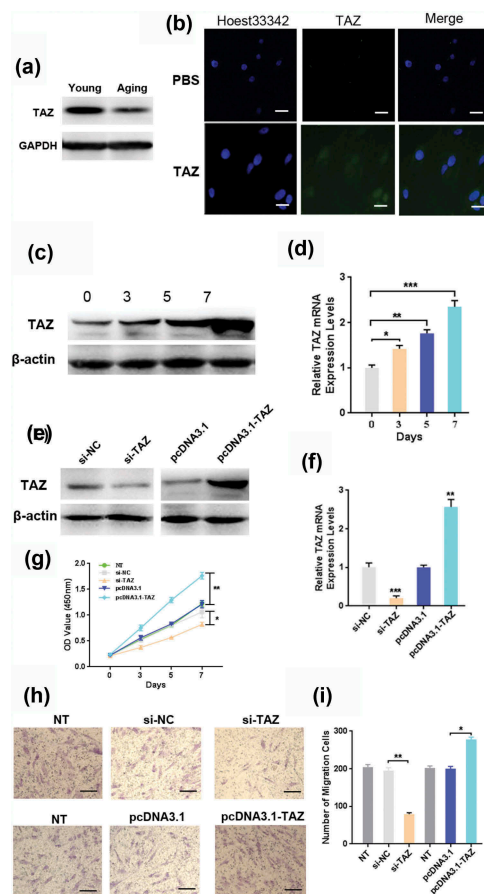 (a)
Young Aging
TAZ
GAPDH
(b)
Hoest33342 TAZ Merge
PBS
TAZ
(c)
0 3 5 7
TAZ
β-actin
(d)
Relative TAZ mRNA
Expression Levels
3
2
1
0
*
**
***
0 3 5 7
Days
si-NC si-TAZ pcDNA3.1 pcDNA3.1-TAZ
TAZ
β-actin
(f)
Relative TAZ mRNA
Expression Levels
3
2
1
0
***
**
si-NC si-TAZ pcDNA3.1 pcDNA3.1-TAZ
(g)
NT
si-NC
si-TAZ
pcDNA3.1
pcDNA3.1-TAZ
OD Value (450nm)
2.0
1.5
1.0
0.5
0.0
**
*
0 3 5 7
Days
(h)
NT si-NC si-TAZ
NT pcDNA3.1 pcDNA3.1-TAZ
(i)
Number of Migration Cells
300
200
100
0
**
*
NT si-NC si-TAZ NT pcDNA3.1 pcDNA3.1-TAZ